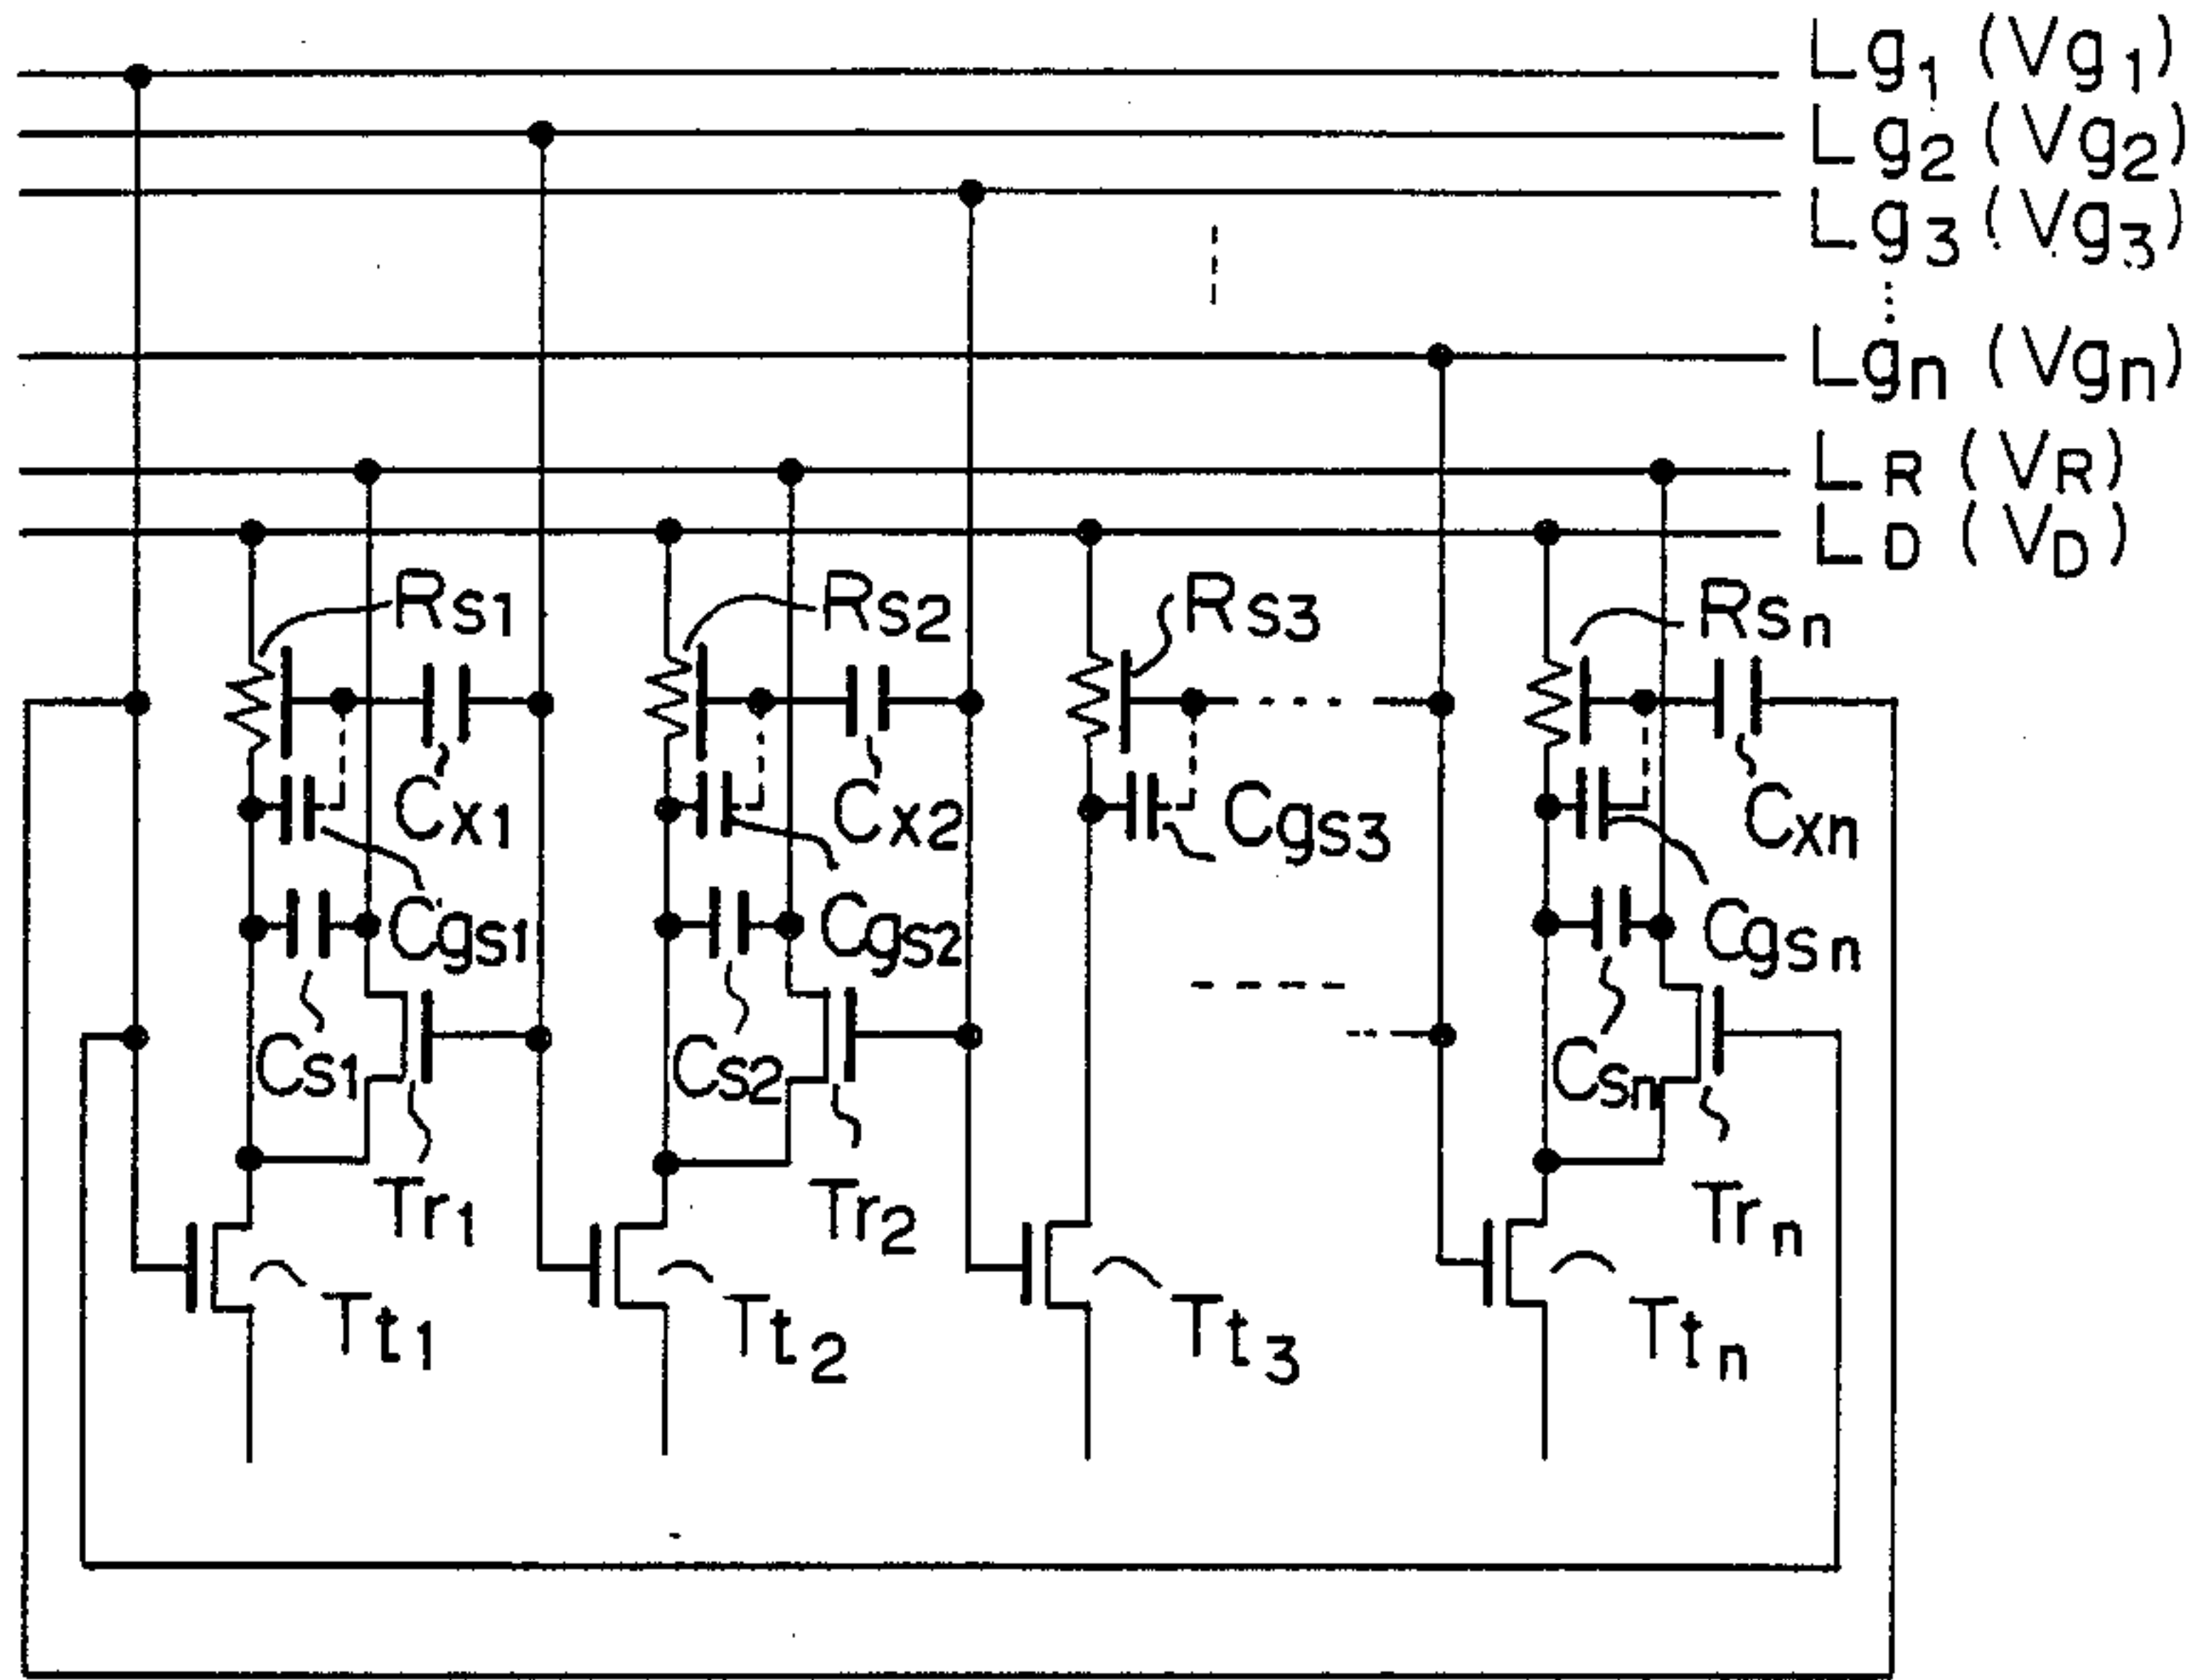 Lg1 (Vg1)
Lg2 (Vg2)
Lg3 (Vg3)
Lgn (Vgn)
LR (VR)
LD (VD)
Rs1 Rs2 Rs3 Rsn
Cx1 Cx2 Cgs3 Cxn
Cgs1 Cgs2 Cgsn
Cs1 Cs2 Csn
Tr1 Tr2 Trn
Tt1 Tt2 Tt3 Ttn